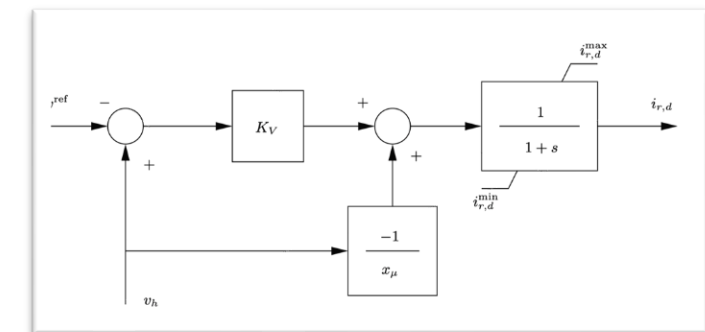 i_{r,d}^{max}
ref − + i_{r,d}
K_V
1
1 + s
+ +
i_{r,d}^{min}
−1
x_μ
v_h